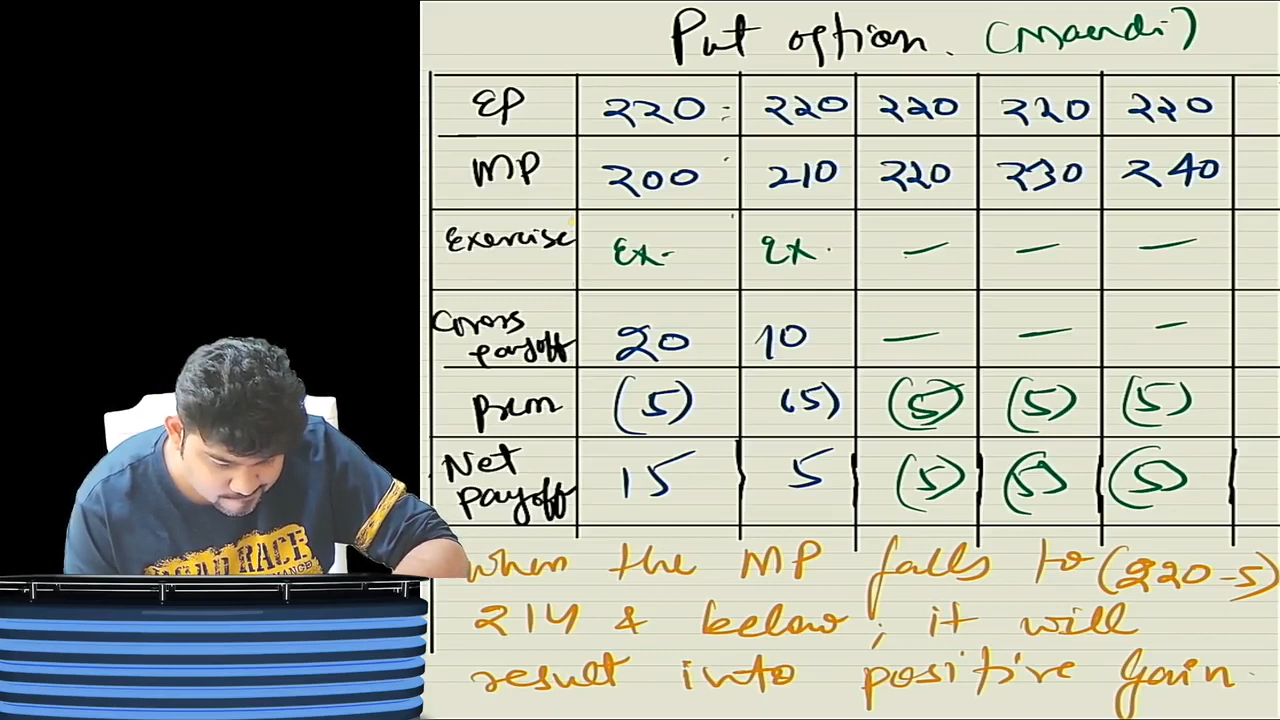 Put option. (Mandi)
EP 220 220 220 220 220
MP 200 210 220 230 240
Exercise Ex. Ex. — — —
Gross payoff 20 10 — — —
Prem (5) (5) (5) (5) (5)
Net payoff 15 5 (5) (5) (5)
ROAD RACE
when the MP falls to (220-5)
214 & below; it will
result into positive gain.